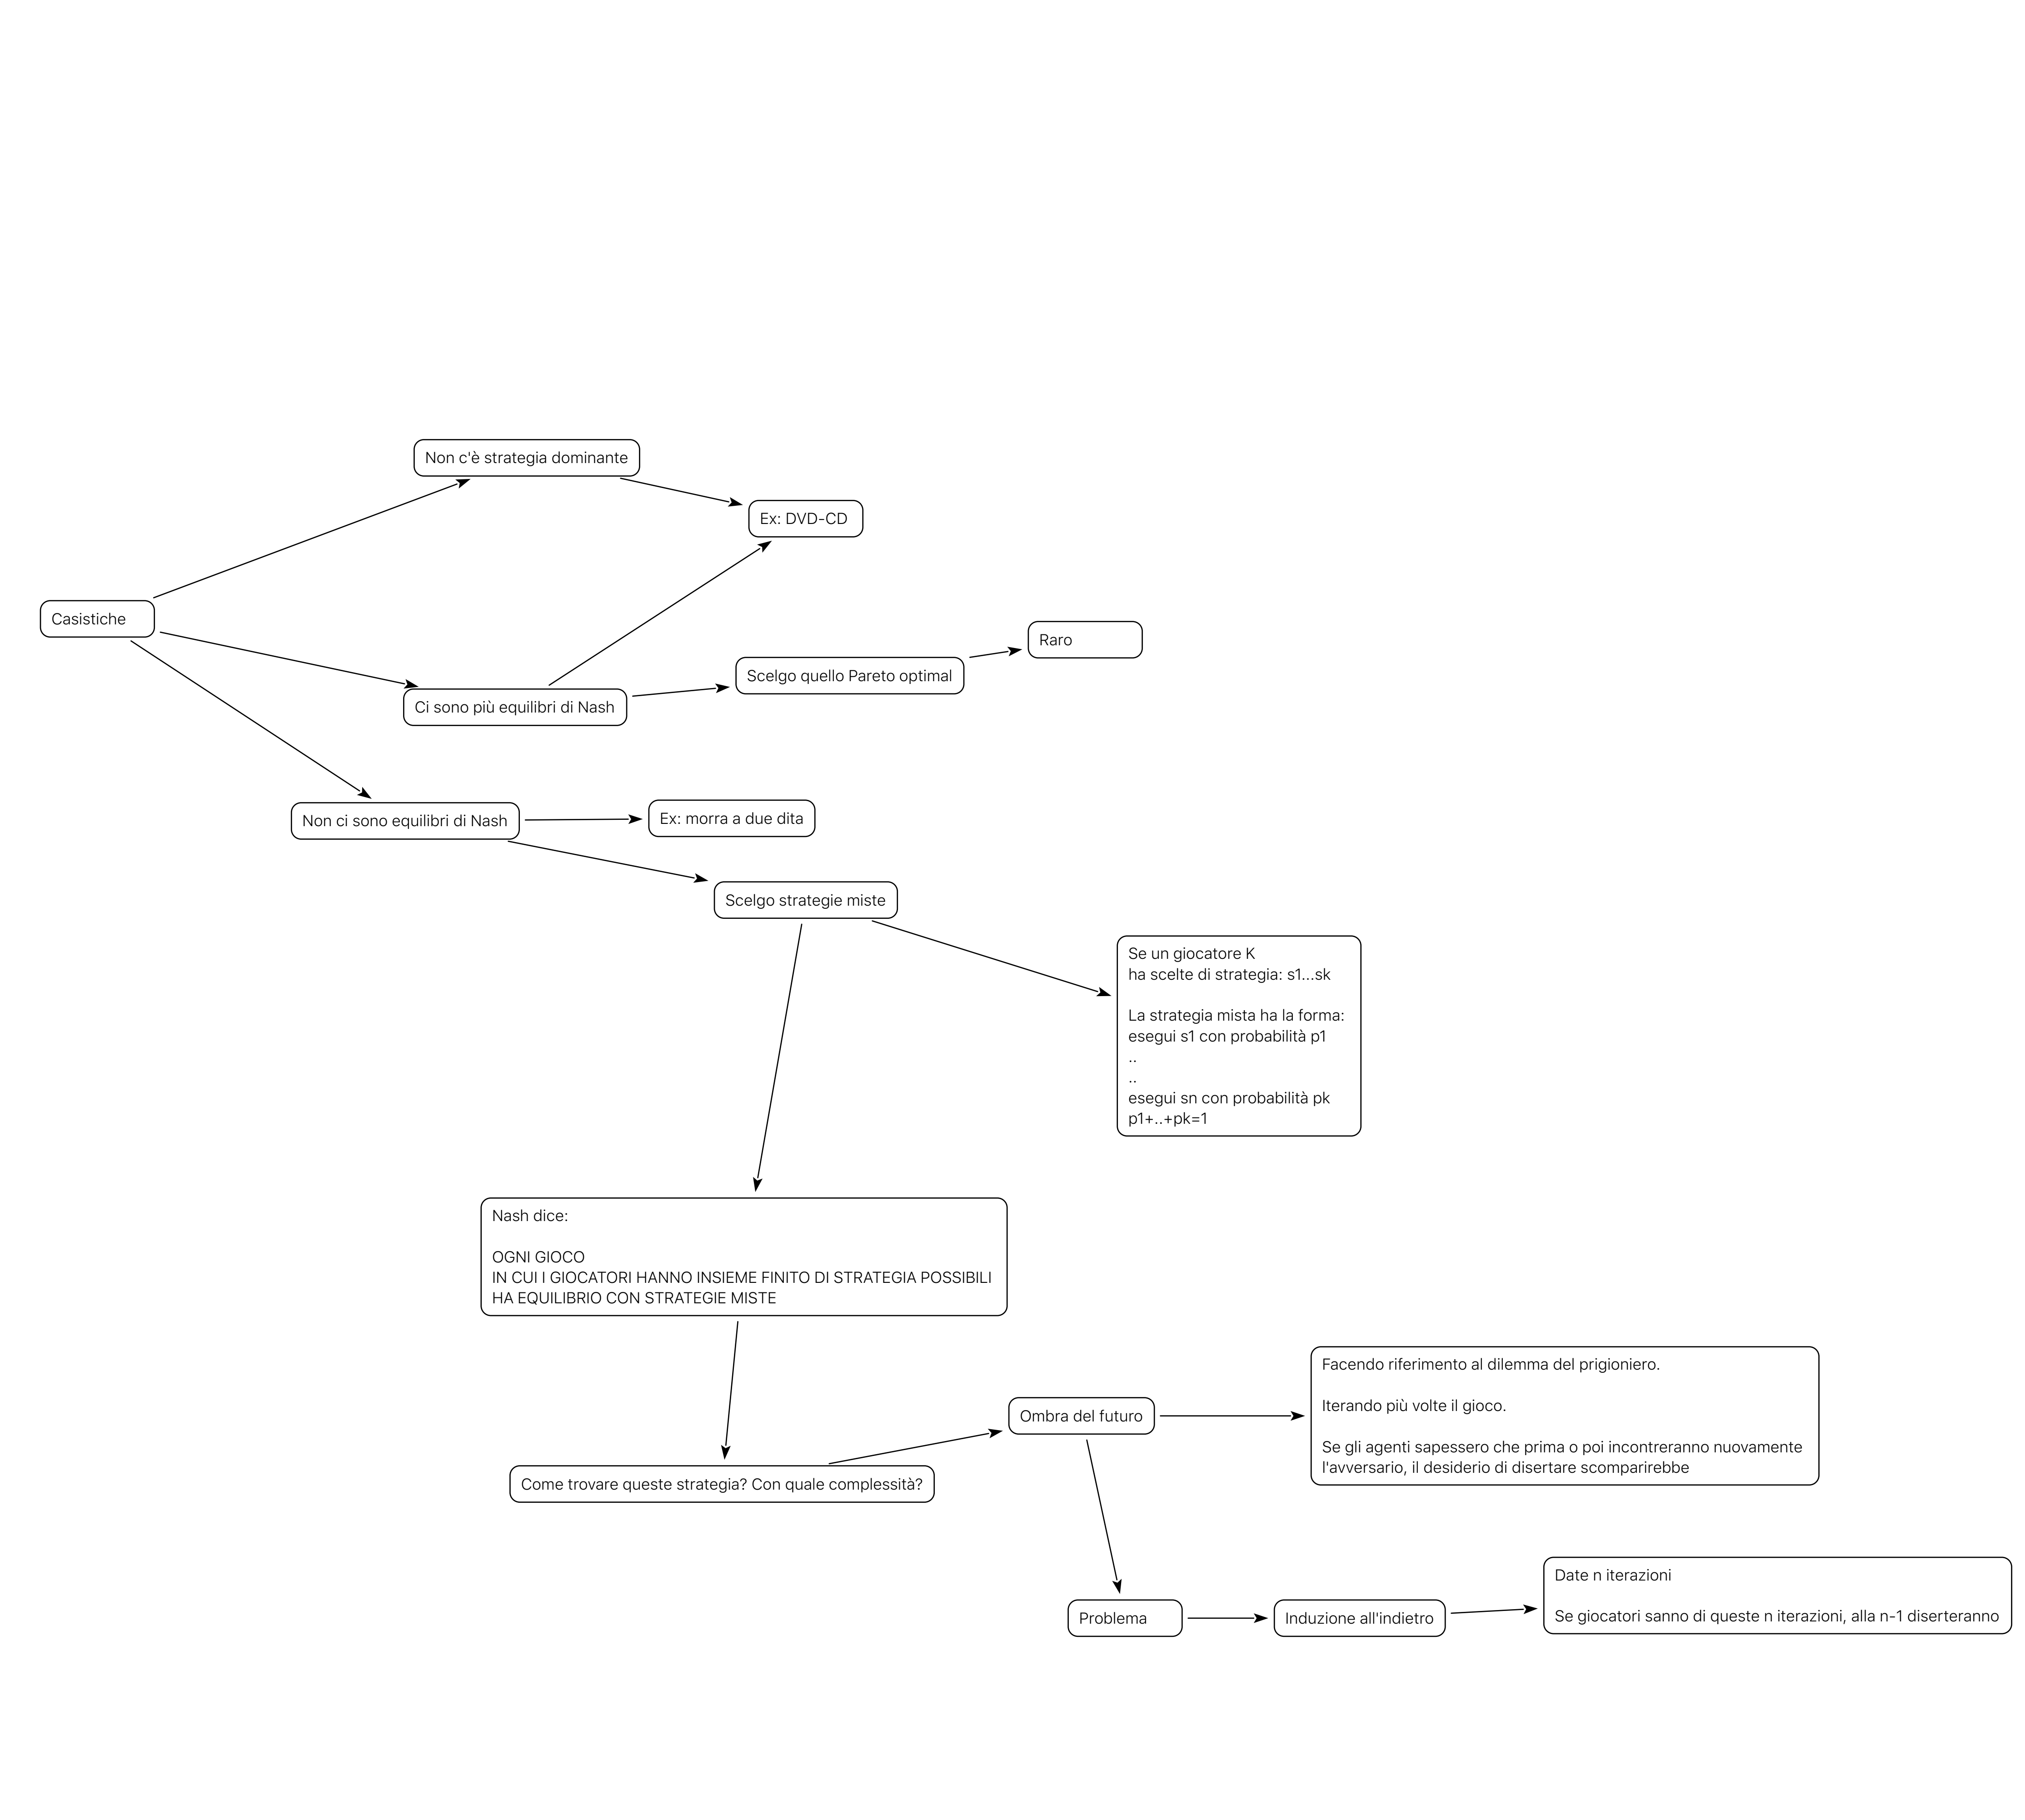 Non c'è strategia dominante
Ex: DVD-CD
Casistiche
Raro
Scelgo quello Pareto optimal
Ci sono più equilibri di Nash
Non ci sono equilibri di Nash
Ex: morra a due dita
Scelgo strategie miste
Se un giocatore K
ha scelte di strategia: s1...sk
La strategia mista ha la forma:
esegui s1 con probabilità p1
..
..
esegui sn con probabilità pk
p1+..+pk=1
Nash dice:
OGNI GIOCO
IN CUI I GIOCATORI HANNO INSIEME FINITO DI STRATEGIA POSSIBILI
HA EQUILIBRIO CON STRATEGIE MISTE
Come trovare queste strategia? Con quale complessità?
Ombra del futuro
Facendo riferimento al dilemma del prigioniero.
Iterando più volte il gioco.
Se gli agenti sapessero che prima o poi incontreranno nuovamente
l'avversario, il desiderio di disertare scomparirebbe
Problema
Induzione all'indietro
Date n iterazioni
Se giocatori sanno di queste n iterazioni, alla n-1 diserteranno